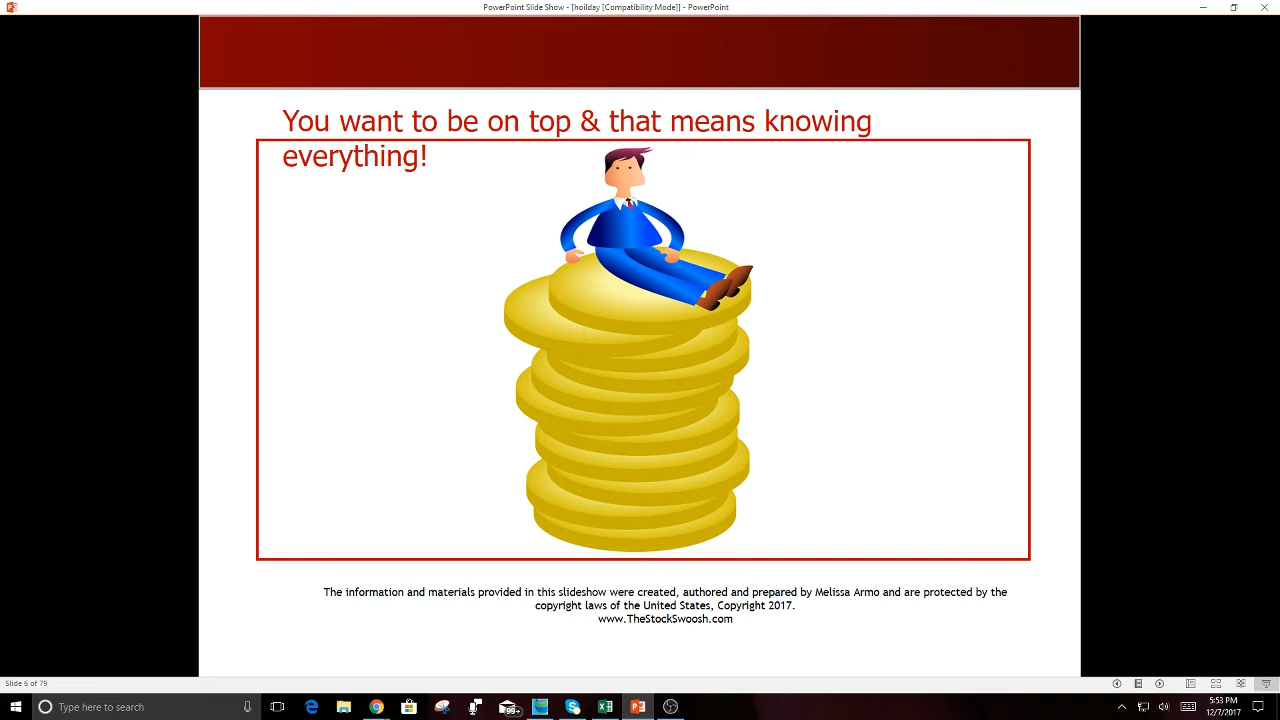 PowerPoint Slide Show - [hoilday [Compatibility Mode]] - PowerPoint
You want to be on top & that means knowing
everything!
The information and materials provided in this slideshow were created, authored and prepared by Melissa Armo and are protected by the
copyright laws of the United States, Copyright 2017.
www.TheStockSwoosh.com
Slide 6 of 79
Type here to search
99+
5:53 PM
12/7/2017